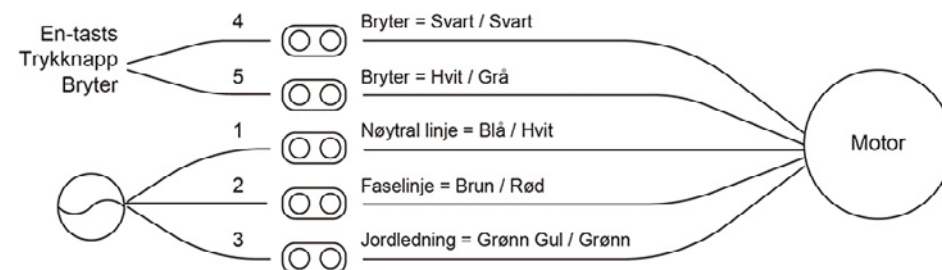 En-tasts
Trykknapp
Bryter
4
Bryter = Svart / Svart
5
Bryter = Hvit / Grå
1
Nøytral linje = Blå / Hvit
2
Faselinje = Brun / Rød
3
Jordledning = Grønn Gul / Grønn
Motor